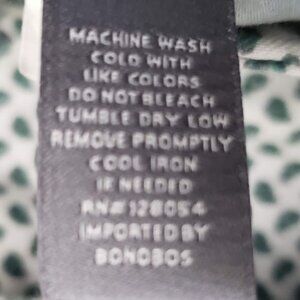 MACHINE WASH
COLD WITH
LIKE COLORS
DO NOT BLEACH
TUMBLE DRY LOW
REMOVE PROMPTLY
COOL IRON
IF NEEDED
RN# 128054
IMPORTED BY
BONOBOS